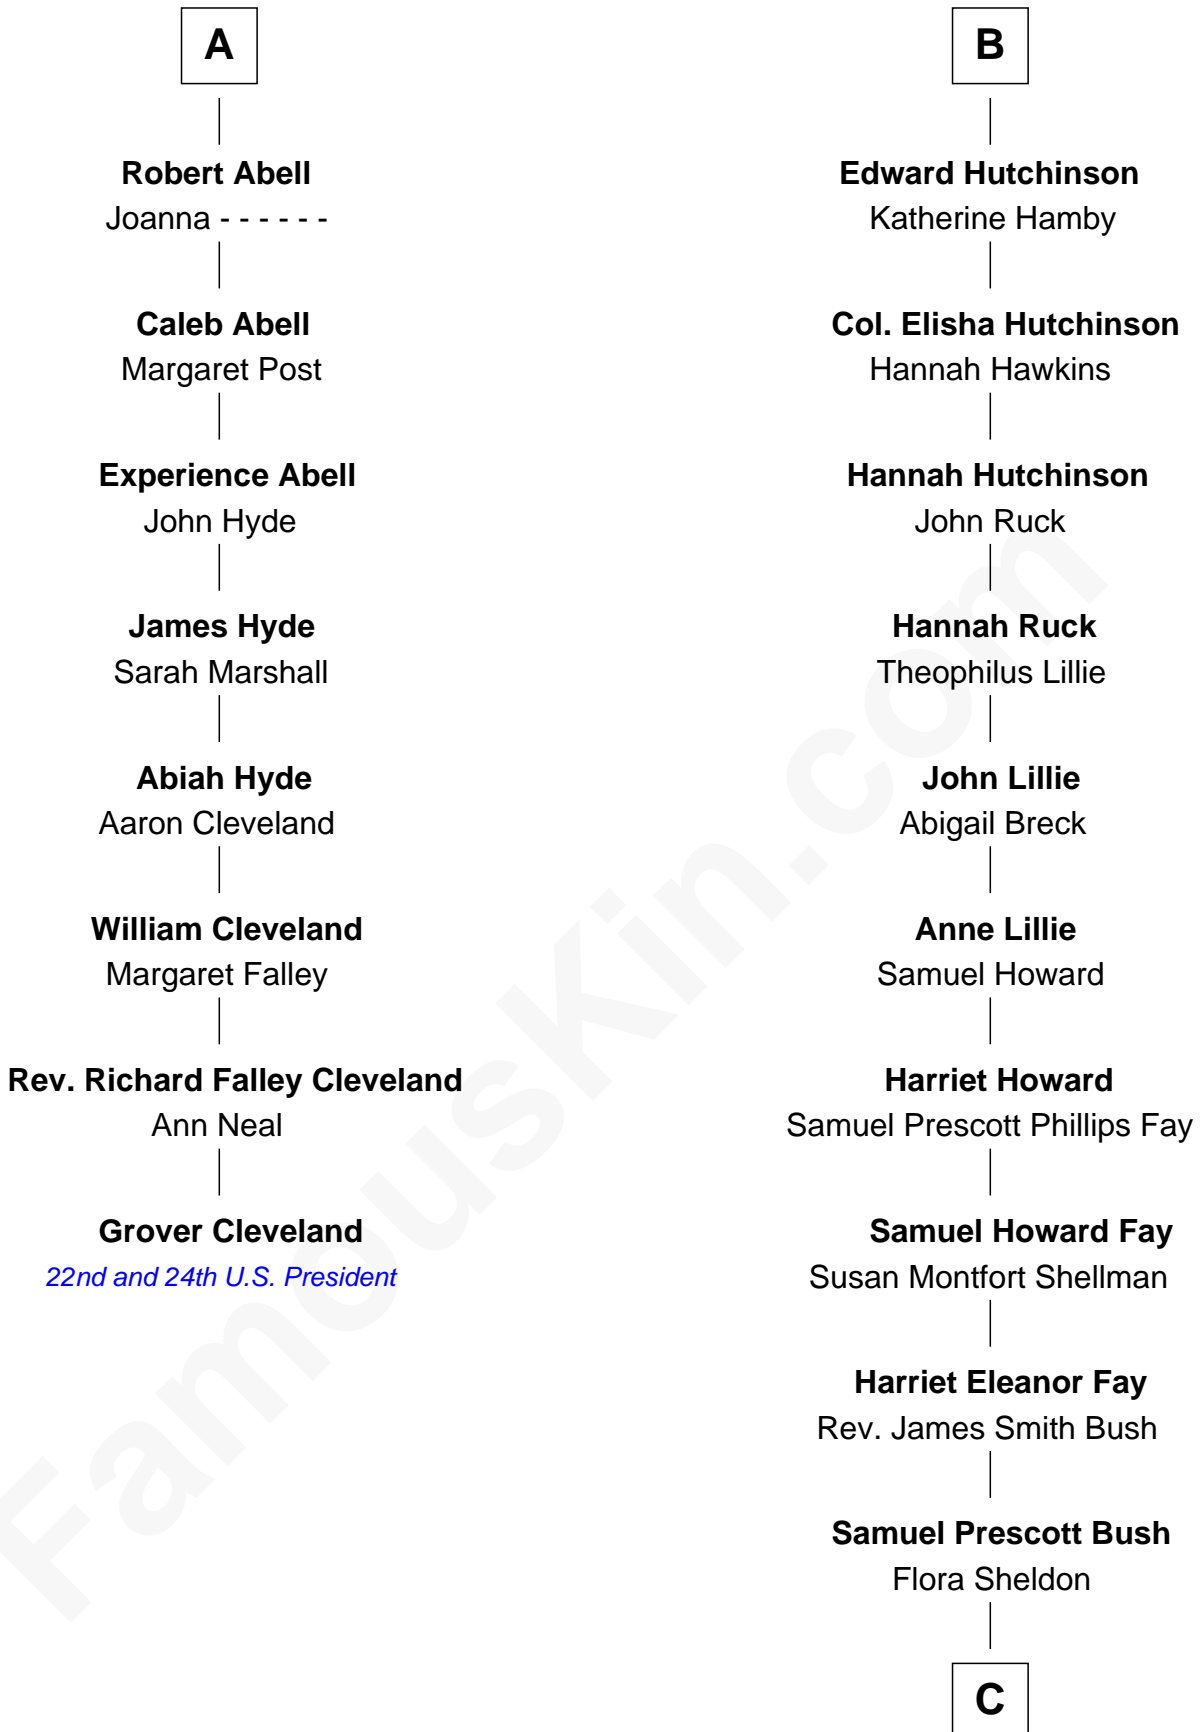 A
Robert Abell
Joanna - - - - - -
Caleb Abell
Margaret Post
Experience Abell
John Hyde
James Hyde
Sarah Marshall
Abiah Hyde
Aaron Cleveland
William Cleveland
Margaret Falley
Rev. Richard Falley Cleveland
Ann Neal
Grover Cleveland
22nd and 24th U.S. President
B
Edward Hutchinson
Katherine Hamby
Col. Elisha Hutchinson
Hannah Hawkins
Hannah Hutchinson
John Ruck
Hannah Ruck
Theophilus Lillie
John Lillie
Abigail Breck
Anne Lillie
Samuel Howard
Harriet Howard
Samuel Prescott Phillips Fay
Samuel Howard Fay
Susan Montfort Shellman
Harriet Eleanor Fay
Rev. James Smith Bush
Samuel Prescott Bush
Flora Sheldon
C
FamousKin.com